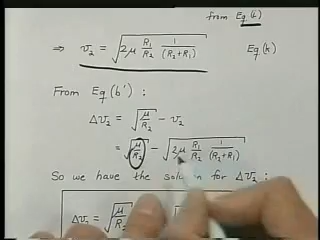 from Eq(k)
⇒ v₂ = √(2μ R₁/R₂ 1/(R₂+R₁)) Eq(k)
From Eq(b'):
Δv₂ = √(μ/R₂) - v₂
= √(μ/R₂) - √(2μ R₁/R₂ 1/(R₂+R₁))
So we have the solution for Δv₂:
Δv₂ = √(μ/R₂)